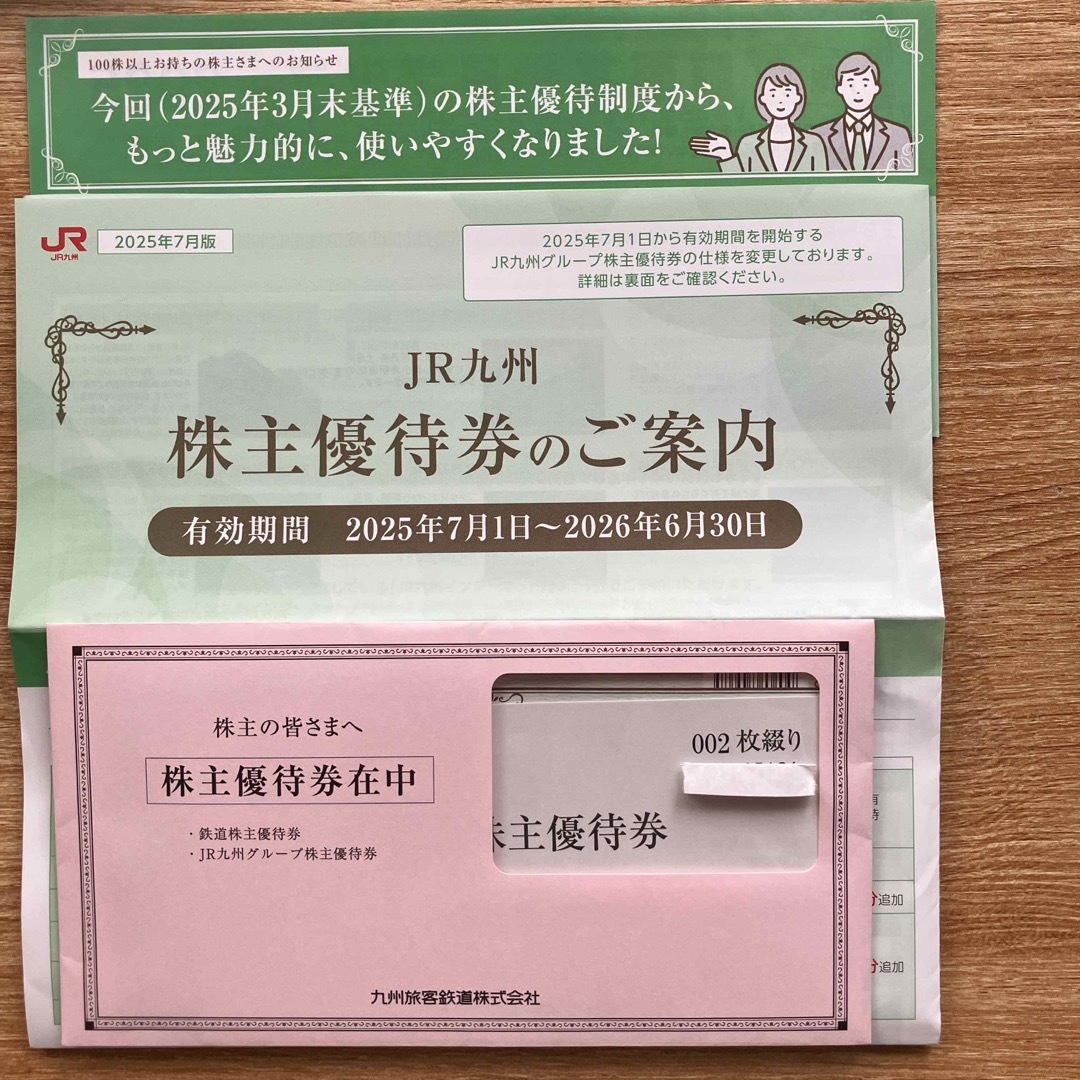 100株以上お持ちの株主さまへのお知らせ
今回(2025年3月末基準)の株主優待制度から、
もっと魅力的に、使いやすくなりました!
JR
JR九州
2025年7月版
2025年7月1日から有効期間を開始する
JR九州グループ株主優待券の仕様を変更しております。
詳細は裏面をご確認ください。
JR九州
株主優待券のご案内
有効期間 2025年7月1日〜2026年6月30日
株主の皆さまへ
株主優待券在中
・鉄道株主優待券
・JR九州グループ株主優待券
002枚綴り
主優待券
九州旅客鉄道株式会社
追加
追加